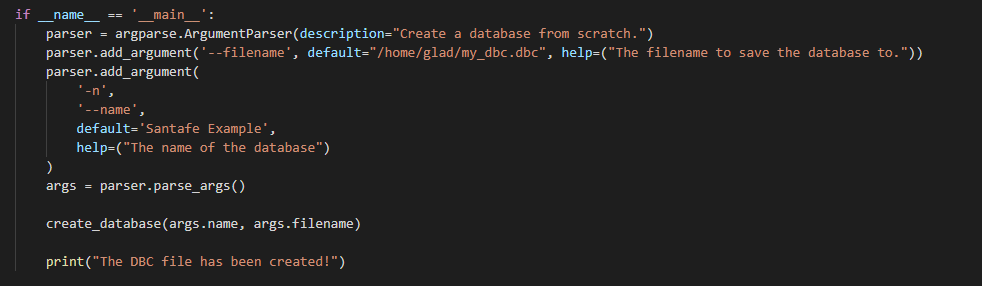 if __name__ == '__main__':
    parser = argparse.ArgumentParser(description="Create a database from scratch.")
    parser.add_argument('--filename', default="/home/glad/my_dbc.dbc", help=("The filename to save the database to."))
    parser.add_argument(
        '-n',
        '--name',
        default='Santafe Example',
        help=("The name of the database")
    )
    args = parser.parse_args()
    create_database(args.name, args.filename)
    print("The DBC file has been created!")